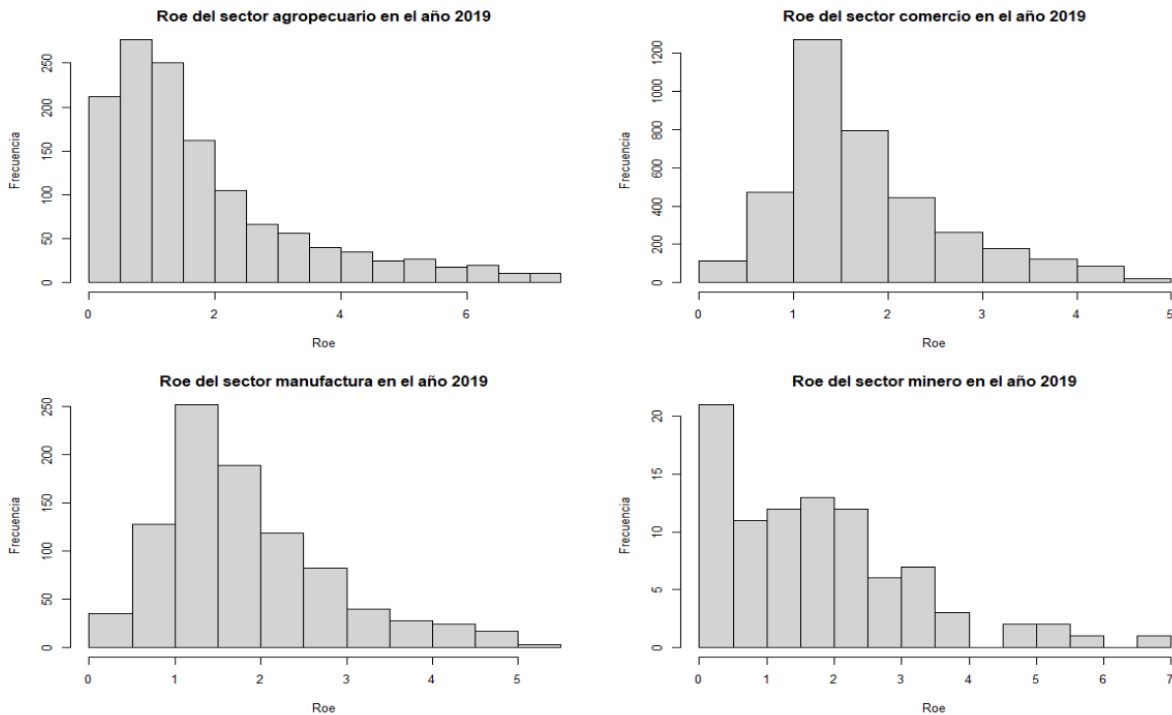 Roe del sector agropecuario en el año 2019
Frecuencia
0 50 100 150 200 250
0 2 4 6
Roe
Roe del sector comercio en el año 2019
Frecuencia
0 200 400 600 800 1000 1200
0 1 2 3 4 5
Roe
Roe del sector manufactura en el año 2019
Frecuencia
0 50 100 150 200 250
0 1 2 3 4 5
Roe
Roe del sector minero en el año 2019
Frecuencia
0 5 10 15 20
0 1 2 3 4 5 6 7
Roe